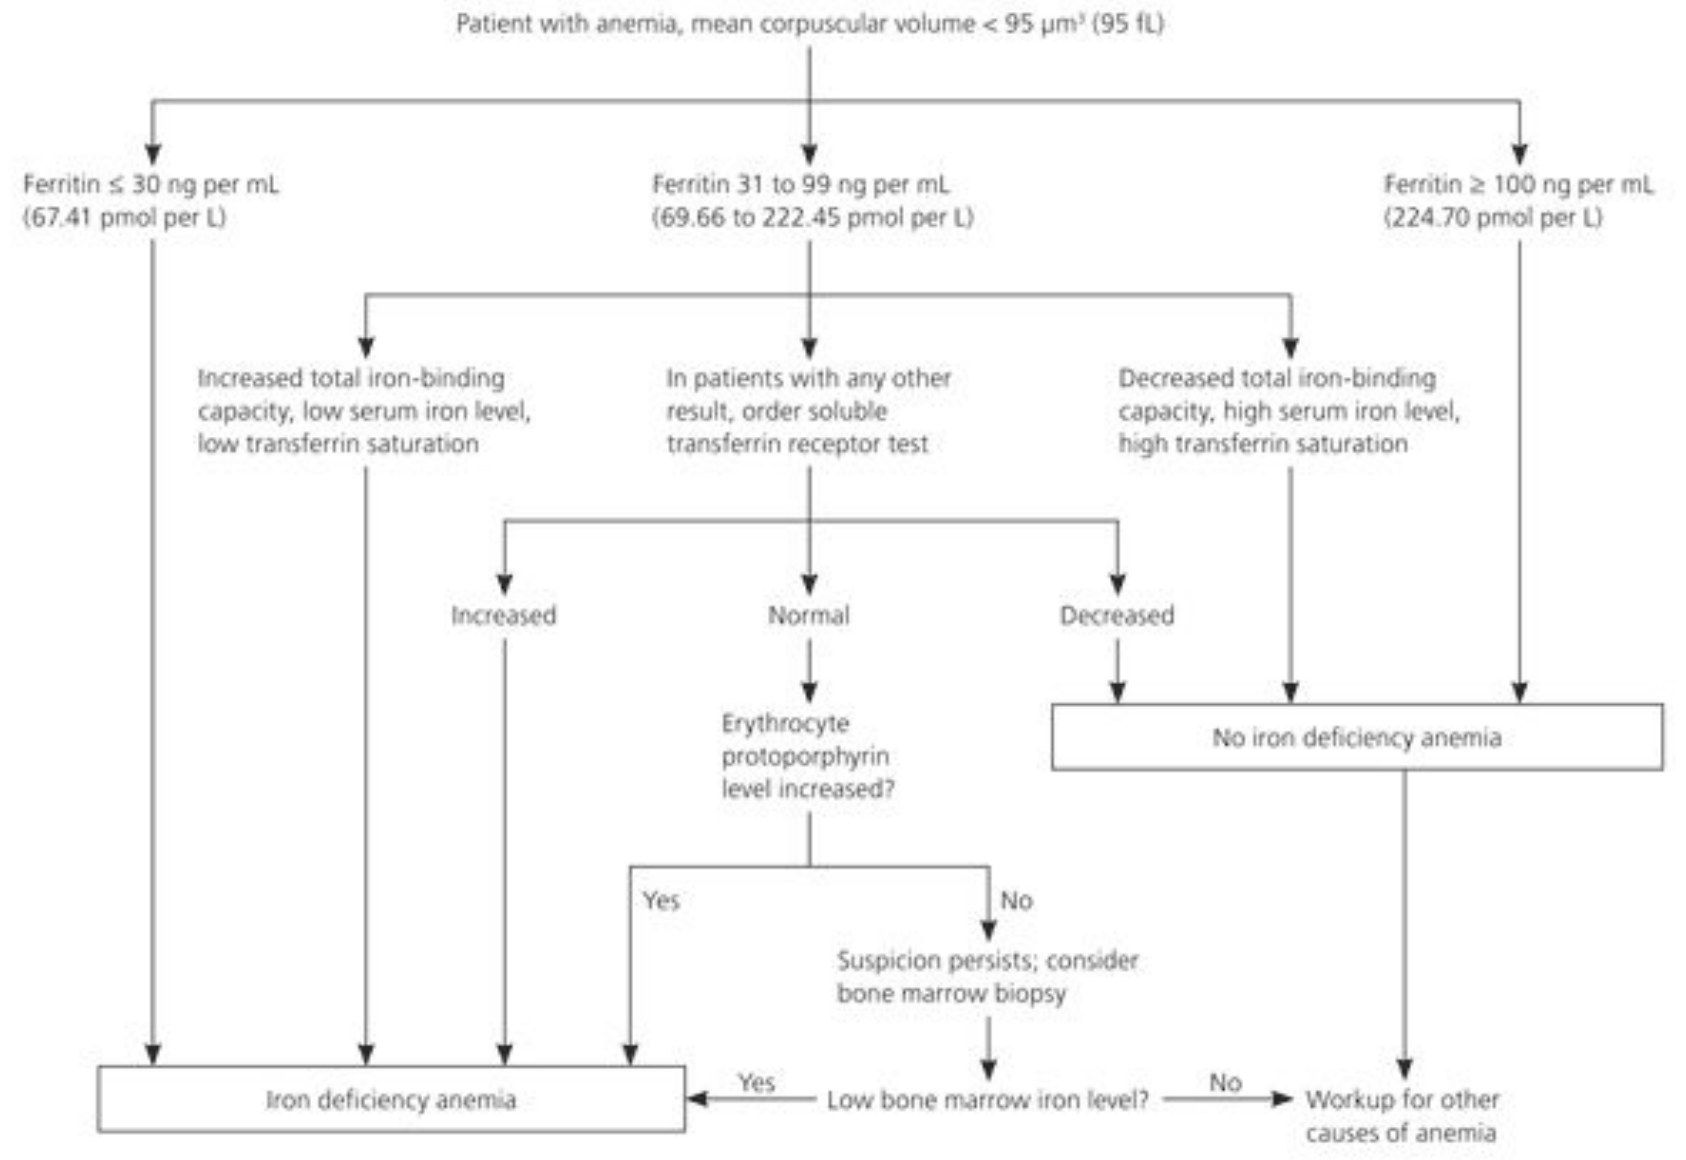 Patient with anemia, mean corpuscular volume < 95 µm³ (95 fL)
Ferritin ≤ 30 ng per mL
(67.41 pmol per L)
Ferritin 31 to 99 ng per mL
(69.66 to 222.45 pmol per L)
Ferritin ≥ 100 ng per mL
(224.70 pmol per L)
Increased total iron-binding
capacity, low serum iron level,
low transferrin saturation
In patients with any other
result, order soluble
transferrin receptor test
Decreased total iron-binding
capacity, high serum iron level,
high transferrin saturation
Increased
Normal
Decreased
Erythrocyte
protoporphyrin
level increased?
No iron deficiency anemia
Yes
No
Suspicion persists; consider
bone marrow biopsy
Iron deficiency anemia
Yes
Low bone marrow iron level?
No
Workup for other
causes of anemia